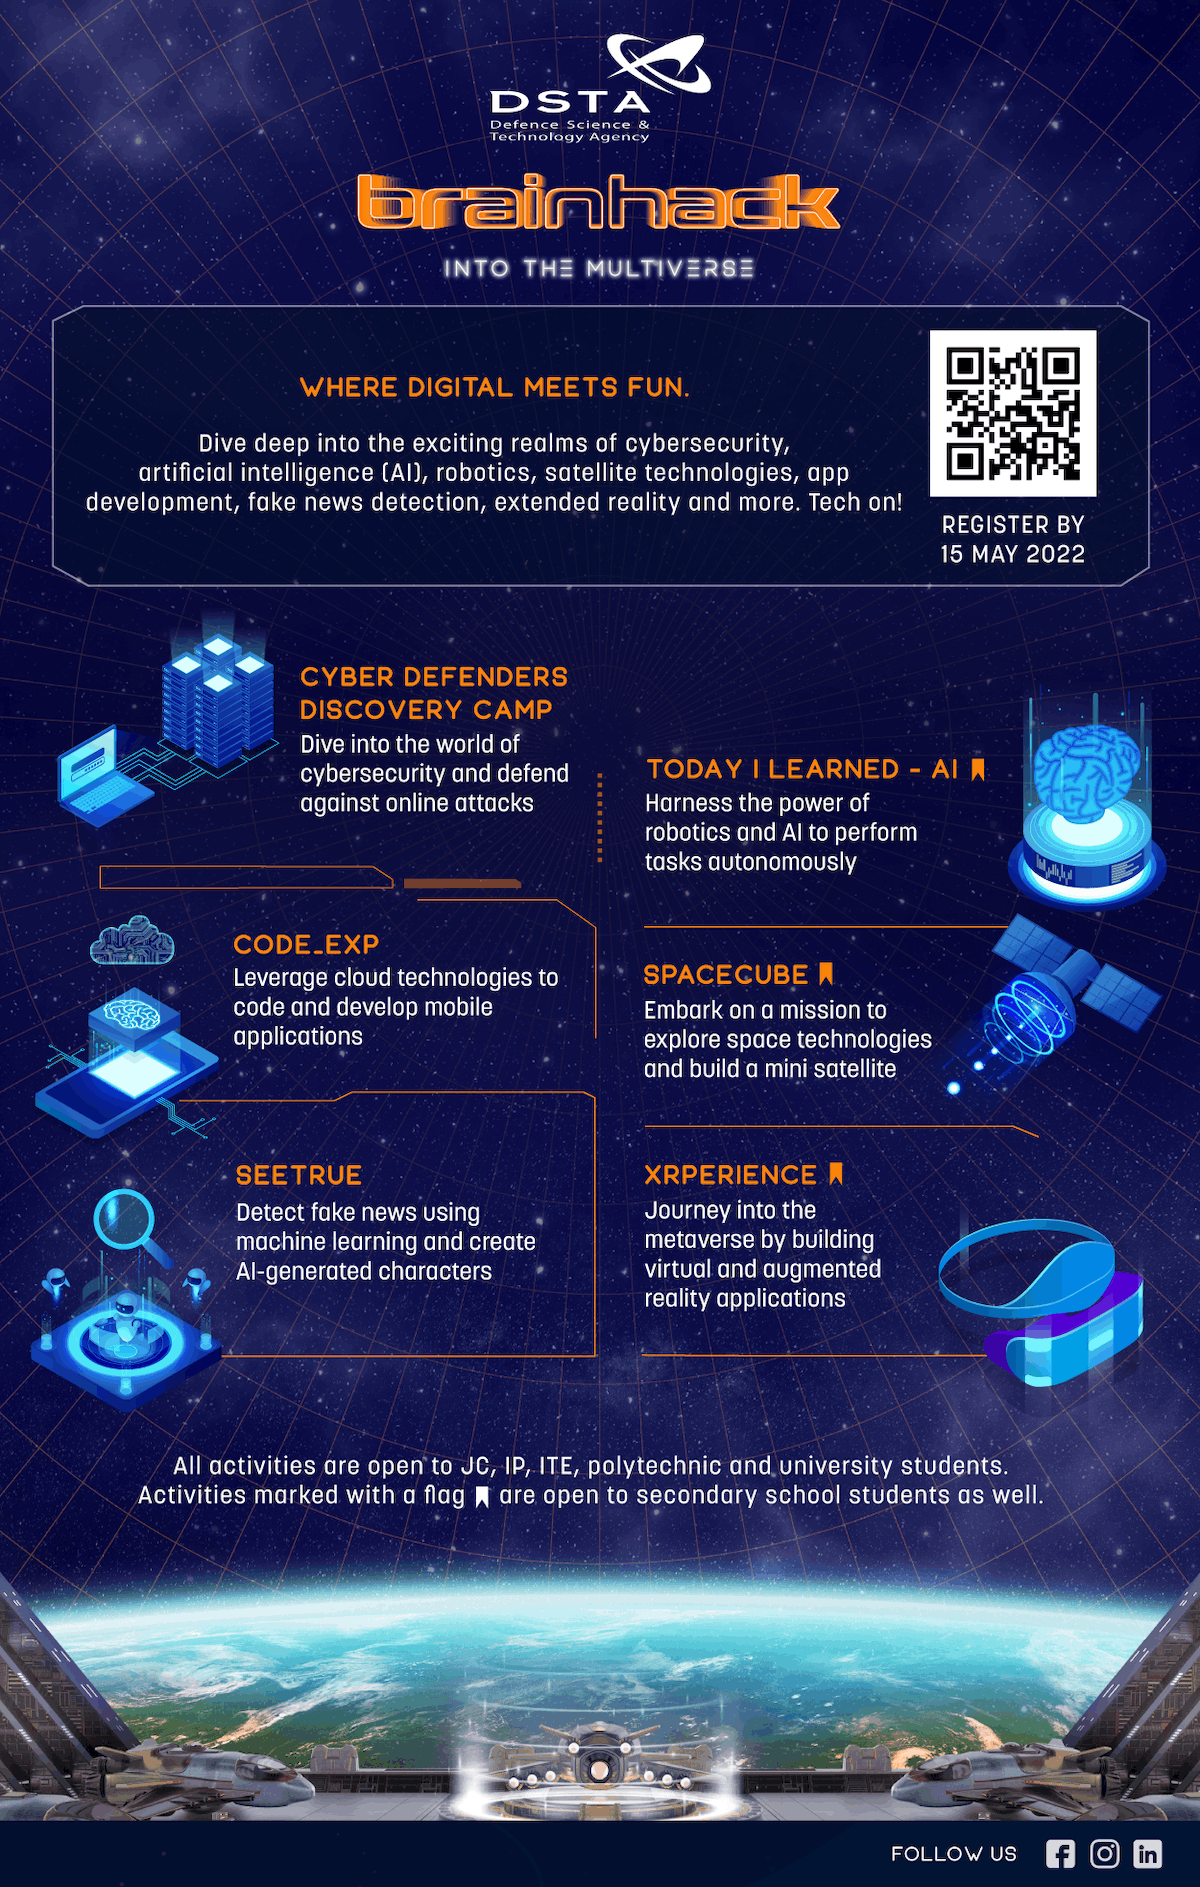 DSTA
Defence Science &
Technology Agency
brainhack
INTO THE MULTIVERSE
WHERE DIGITAL MEETS FUN.
Dive deep into the exciting realms of cybersecurity,
artificial intelligence (AI), robotics, satellite technologies, app
development, fake news detection, extended reality and more. Tech on!
REGISTER BY
15 MAY 2022
CYBER DEFENDERS
DISCOVERY CAMP
Dive into the world of
cybersecurity and defend
against online attacks
TODAY I LEARNED - AI
Harness the power of
robotics and AI to perform
tasks autonomously
CODE_EXP
Leverage cloud technologies to
code and develop mobile
applications
SPACECUBE
Embark on a mission to
explore space technologies
and build a mini satellite
SEETRUE
Detect fake news using
machine learning and create
AI-generated characters
XRPERIENCE
Journey into the
metaverse by building
virtual and augmented
reality applications
All activities are open to JC, IP, ITE, polytechnic and university students.
Activities marked with a flag are open to secondary school students as well.
FOLLOW US